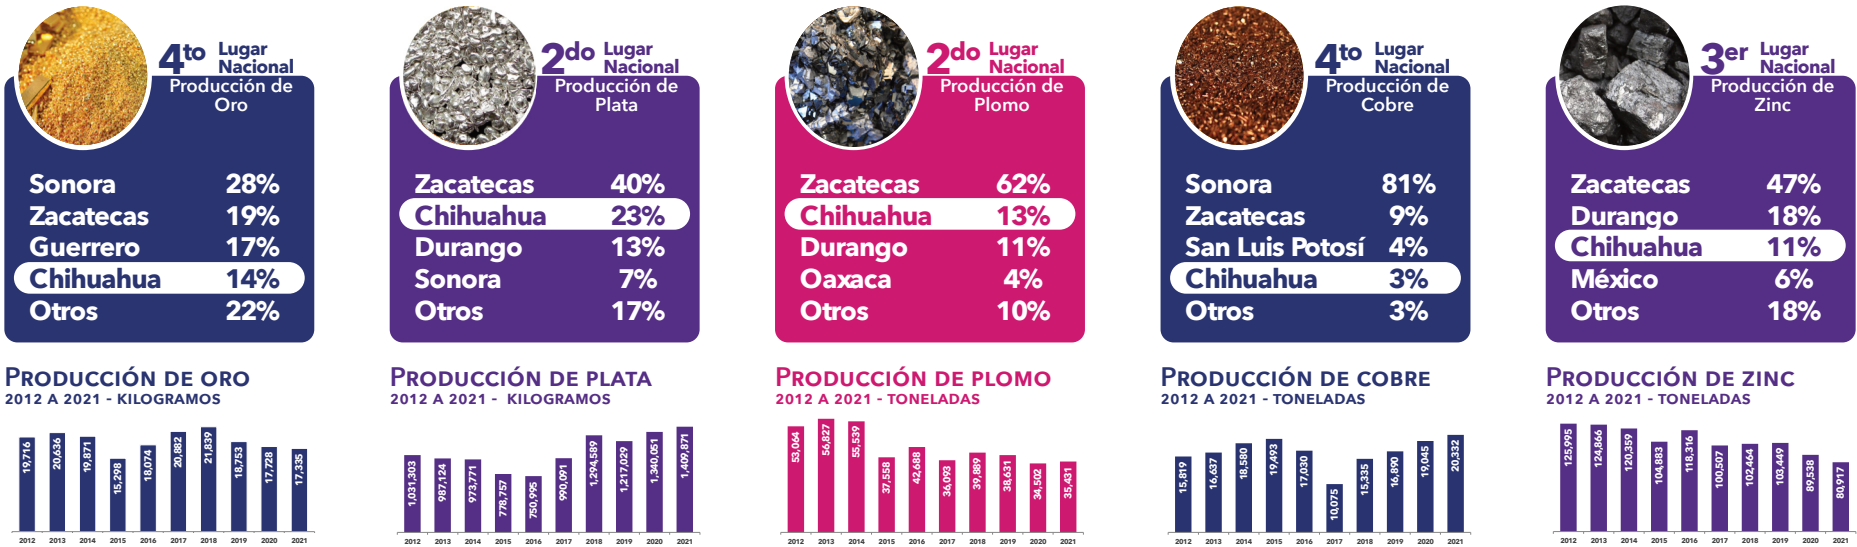 4to Lugar Nacional
Producción de
Oro
Sonora 28%
Zacatecas 19%
Guerrero 17%
Chihuahua 14%
Otros 22%
PRODUCCIÓN DE ORO
2012 A 2021 - KILOGRAMOS
19,716 20,636 19,871 15,298 18,074 20,882 21,839 18,753 17,728 17,335
2012 2013 2014 2015 2016 2017 2018 2019 2020 2021
2do Lugar Nacional
Producción de
Plata
Zacatecas 40%
Chihuahua 23%
Durango 13%
Sonora 7%
Otros 17%
PRODUCCIÓN DE PLATA
2012 A 2021 - KILOGRAMOS
1,031,303 987,124 973,771 778,757 750,995 990,091 1,294,589 1,217,029 1,340,051 1,409,871
2012 2013 2014 2015 2016 2017 2018 2019 2020 2021
2do Lugar Nacional
Producción de
Plomo
Zacatecas 62%
Chihuahua 13%
Durango 11%
Oaxaca 4%
Otros 10%
PRODUCCIÓN DE PLOMO
2012 A 2021 - TONELADAS
53,064 56,827 55,539 37,558 42,688 36,093 39,889 38,631 34,502 35,431
2012 2013 2014 2015 2016 2017 2018 2019 2020 2021
4to Lugar Nacional
Producción de
Cobre
Sonora 81%
Zacatecas 9%
San Luis Potosí 4%
Chihuahua 3%
Otros 3%
PRODUCCIÓN DE COBRE
2012 A 2021 - TONELADAS
15,819 16,637 18,580 19,493 17,030 10,075 15,335 16,890 19,045 20,332
2012 2013 2014 2015 2016 2017 2018 2019 2020 2021
3er Lugar Nacional
Producción de
Zinc
Zacatecas 47%
Durango 18%
Chihuahua 11%
México 6%
Otros 18%
PRODUCCIÓN DE ZINC
2012 A 2021 - TONELADAS
125,995 124,866 120,359 104,883 118,316 100,507 102,464 103,449 89,538 80,917
2012 2013 2014 2015 2016 2017 2018 2019 2020 2021